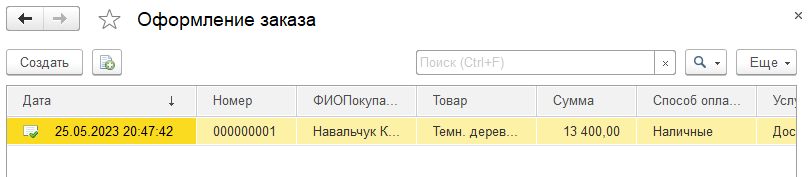 Оформление заказа
Создать Поиск (Ctrl+F) × Еще
Дата ↓ Номер ФИОПокупа... Товар Сумма Способ опла... Услу
25.05.2023 20:47:42 000000001 Навальчук К... Темн. дерев... 13 400,00 Наличные Дос